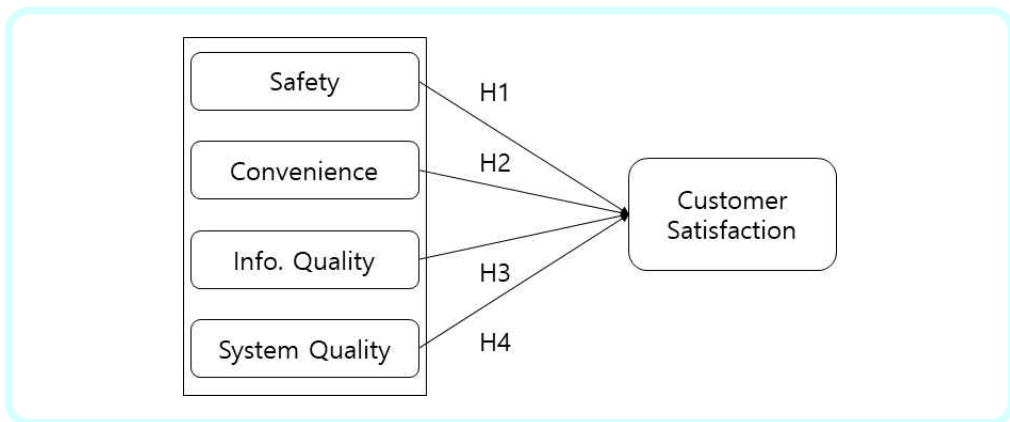 Safety
Convenience
Info. Quality
System Quality
H1
H2
H3
H4
Customer
Satisfaction